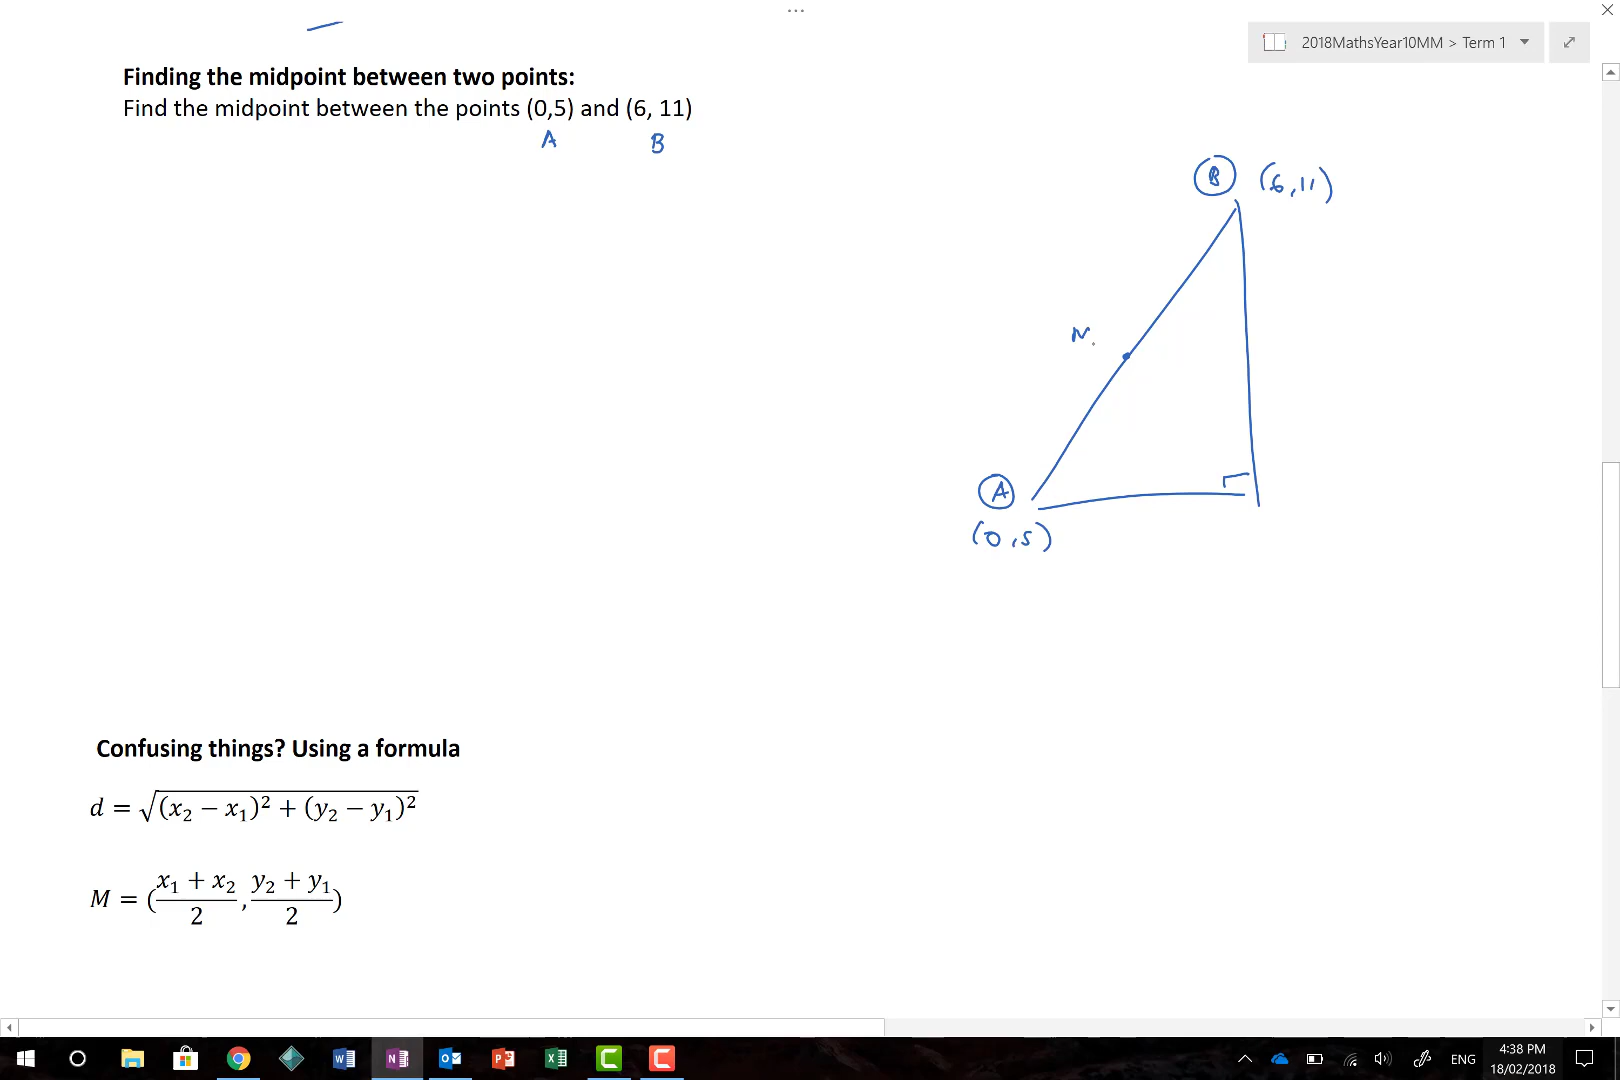 2018MathsYear10MM > Term 1
Finding the midpoint between two points:
Find the midpoint between the points (0,5) and (6, 11)
A B
B (6,11)
A
(0,5)
Confusing things? Using a formula
d = √(x₂ − x₁)² + (y₂ − y₁)²
M = (x₁ + x₂/2, y₂ + y₁/2)
ENG
4:38 PM
18/02/2018